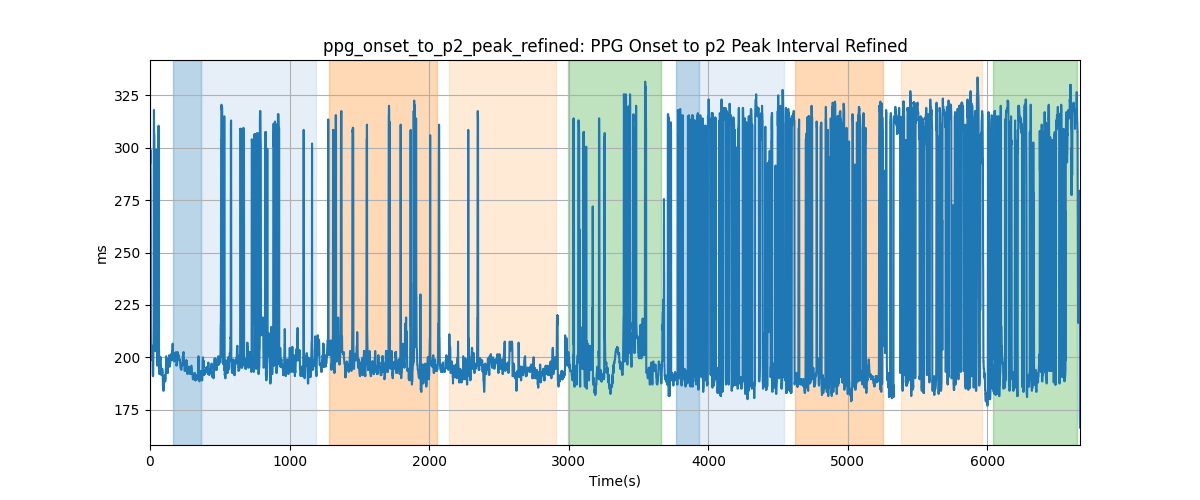 ppg_onset_to_p2_peak_refined: PPG Onset to p2 Peak Interval Refined
325
300
275
250
225
200
175
ms
0 1000 2000 3000 4000 5000 6000
Time(s)